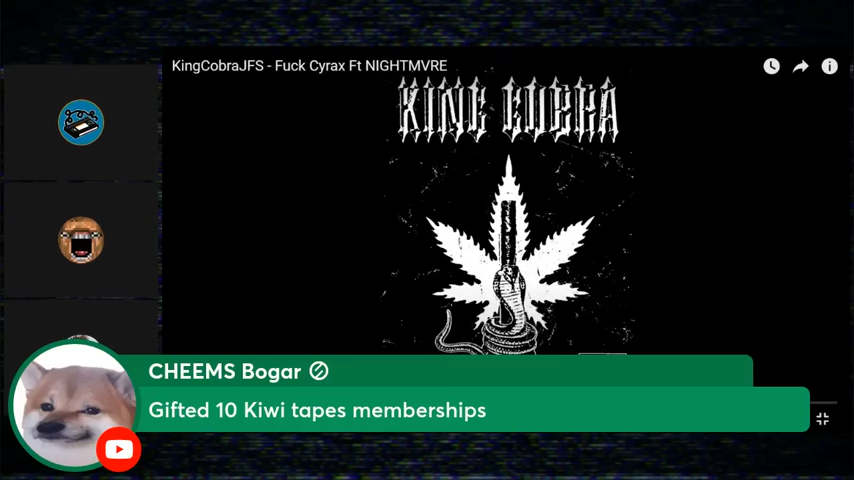 KingCobraJFS - Fuck Cyrax Ft NIGHTMVRE
KING COBRA
CHEEMS Bogar
Gifted 10 Kiwi tapes memberships